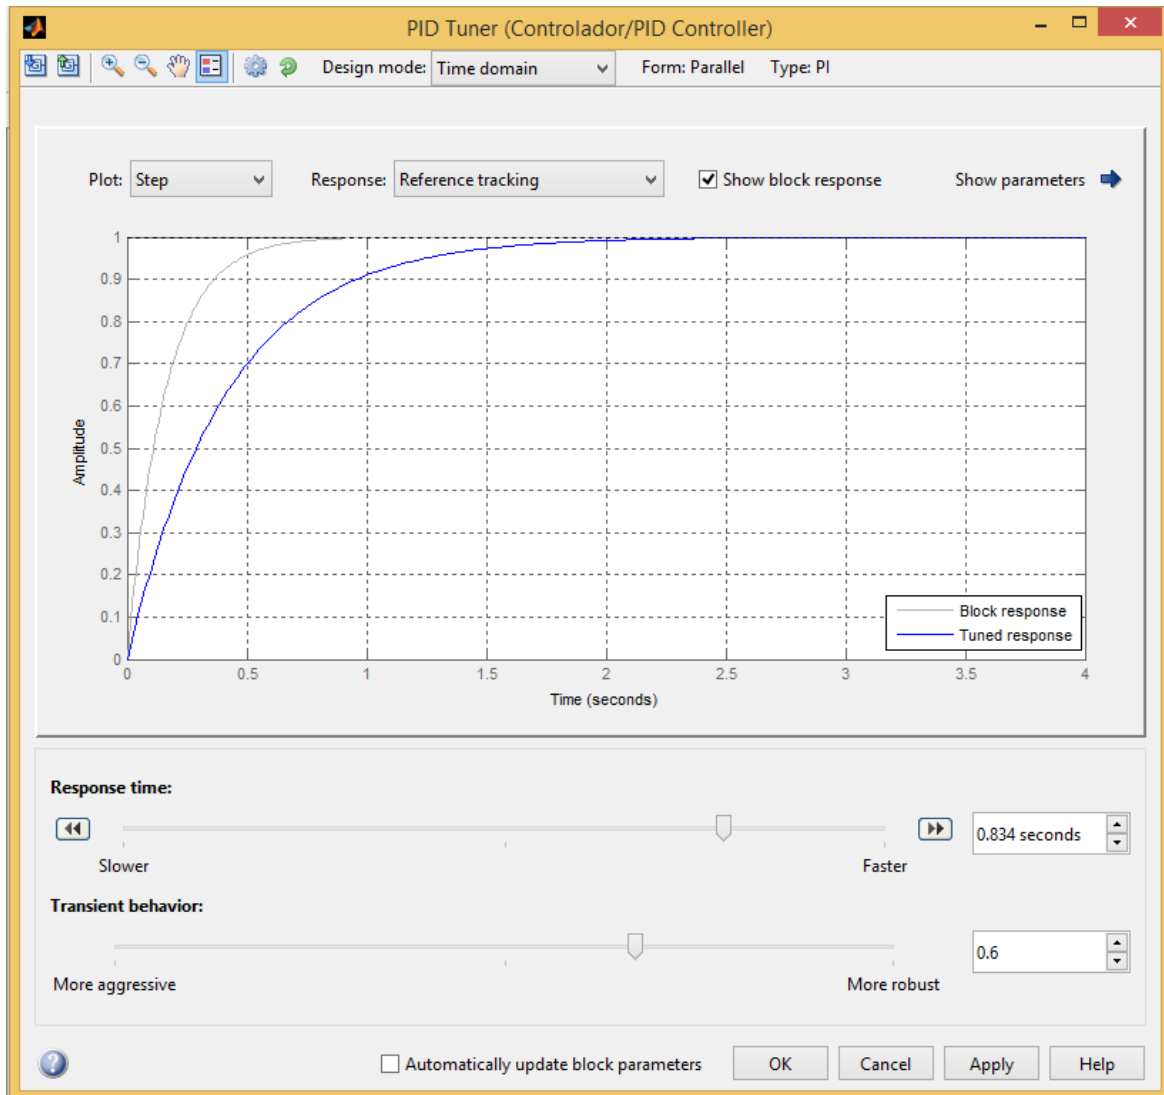 PID Tuner (Controlador/PID Controller)
Design mode: Time domain Form: Parallel Type: PI
Plot: Step Response: Reference tracking Show block response Show parameters
1
0.9
0.8
0.7
0.6
0.5
0.4
0.3
0.2
0.1
0
Amplitude
Block response
Tuned response
0 0.5 1 1.5 2 2.5 3 3.5 4
Time (seconds)
Response time:
0.834 seconds
Slower Faster
Transient behavior:
0.6
More aggressive More robust
Automatically update block parameters OK Cancel Apply Help